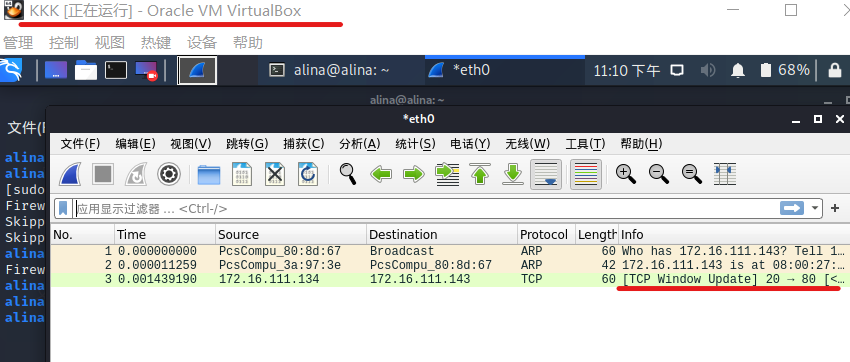 KKK [正在运行] - Oracle VM VirtualBox
管理 控制 视图 热键 设备 帮助
alina@alina: ~ *eth0 11:10 下午 68%
alina@alina: ~
*eth0
文件(F 文件(F) 编辑(E) 视图(V) 跳转(G) 捕获(C) 分析(A) 统计(S) 电话(Y) 无线(W) 工具(T) 帮助(H)
alina
alina
[sudo
Firew
Skipp
Skipp
alina
Firew
alina
alina
alina
应用显示过滤器 … <Ctrl-/>
No. Time Source Destination Protocol Length Info
1 0.000000000 PcsCompu_80:8d:67 Broadcast ARP 60 Who has 172.16.111.143? Tell 1…
2 0.000011259 PcsCompu_3a:97:3e PcsCompu_80:8d:67 ARP 42 172.16.111.143 is at 08:00:27:…
3 0.001439190 172.16.111.134 172.16.111.143 TCP 60 [TCP Window Update] 20 → 80 [<…